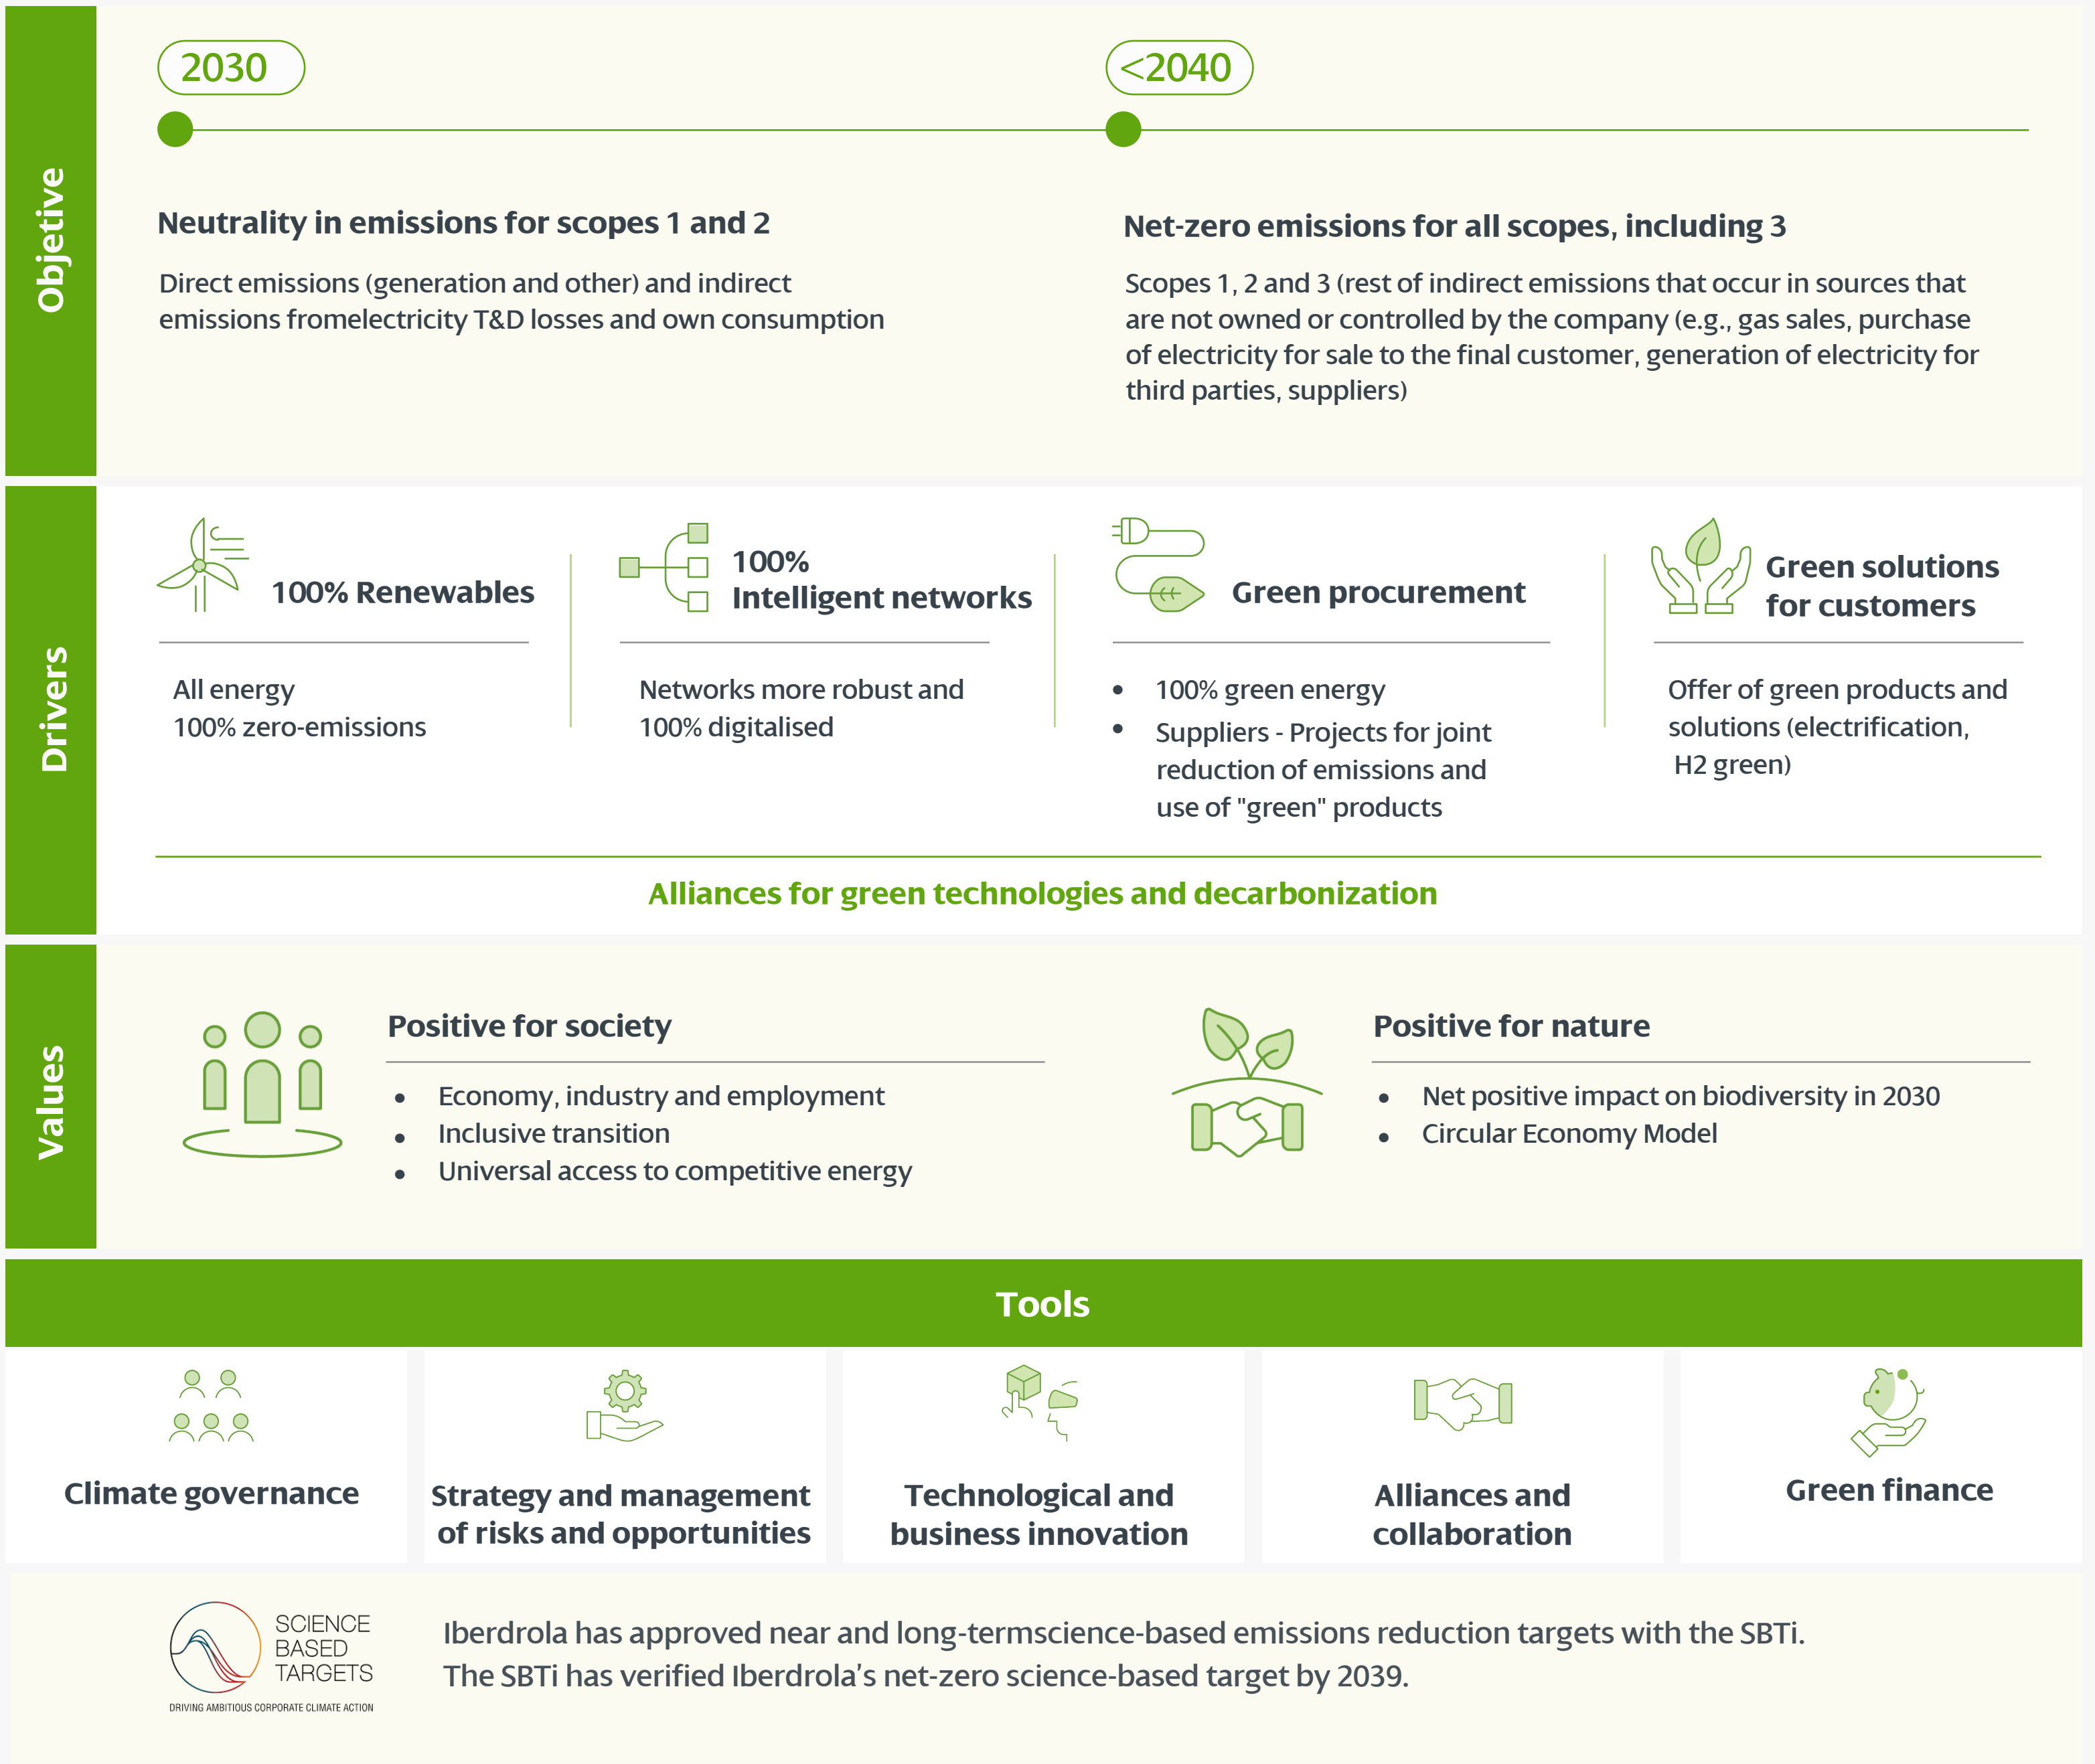 Objetive
2030
<2040
Neutrality in emissions for scopes 1 and 2
Direct emissions (generation and other) and indirect
emissions fromelectricity T&D losses and own consumption
Net-zero emissions for all scopes, including 3
Scopes 1, 2 and 3 (rest of indirect emissions that occur in sources that
are not owned or controlled by the company (e.g., gas sales, purchase
of electricity for sale to the final customer, generation of electricity for
third parties, suppliers)
Drivers
100% Renewables
All energy
100% zero-emissions
100%
Intelligent networks
Networks more robust and
100% digitalised
Green procurement
• 100% green energy
• Suppliers - Projects for joint
reduction of emissions and
use of "green" products
Green solutions
for customers
Offer of green products and
solutions (electrification,
H2 green)
Alliances for green technologies and decarbonization
Values
Positive for society
• Economy, industry and employment
• Inclusive transition
• Universal access to competitive energy
Positive for nature
• Net positive impact on biodiversity in 2030
• Circular Economy Model
Tools
Climate governance
Strategy and management
of risks and opportunities
Technological and
business innovation
Alliances and
collaboration
Green finance
SCIENCE
BASED
TARGETS
DRIVING AMBITIOUS CORPORATE CLIMATE ACTION
Iberdrola has approved near and long-termscience-based emissions reduction targets with the SBTi.
The SBTi has verified Iberdrola's net-zero science-based target by 2039.